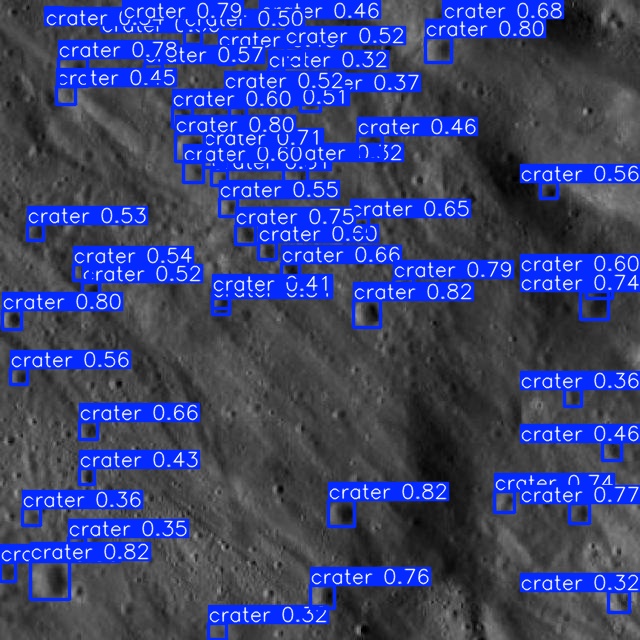 crater 0.79
crater 0.46
crater 0.68
crater 0.50
crater 0.80
crater 0.52
crater 0.78
0.57
crater 0.32
crater 0.45
crater 0.52
0.37
crater 0.60
0.51
crater 0.80
crater 0.46
0.71
crater 0.60
crater 0.56
crater 0.55
crater 0.53
crater 0.75
crater 0.65
crater 0.60
crater 0.54
crater 0.66
crater 0.52
crater 0.79
crater 0.60
crater 0.41
crater 0.74
crater 0.80
crater 0.82
crater 0.56
crater 0.36
crater 0.66
crater 0.46
crater 0.43
crater 0.74
crater 0.82
crater 0.77
crater 0.36
crater 0.35
crater 0.82
crater 0.76
crater 0.32
crater 0.32